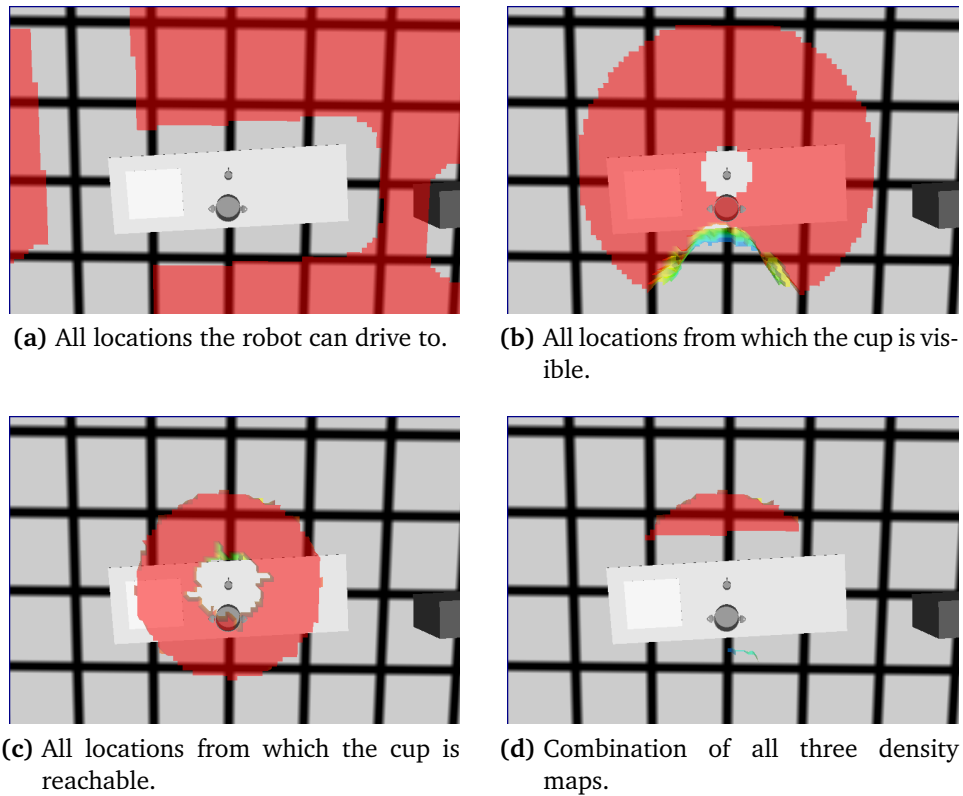 (a) All locations the robot can drive to.
(b) All locations from which the cup is vis-
ible.
(c) All locations from which the cup is
reachable.
(d) Combination of all three density
maps.